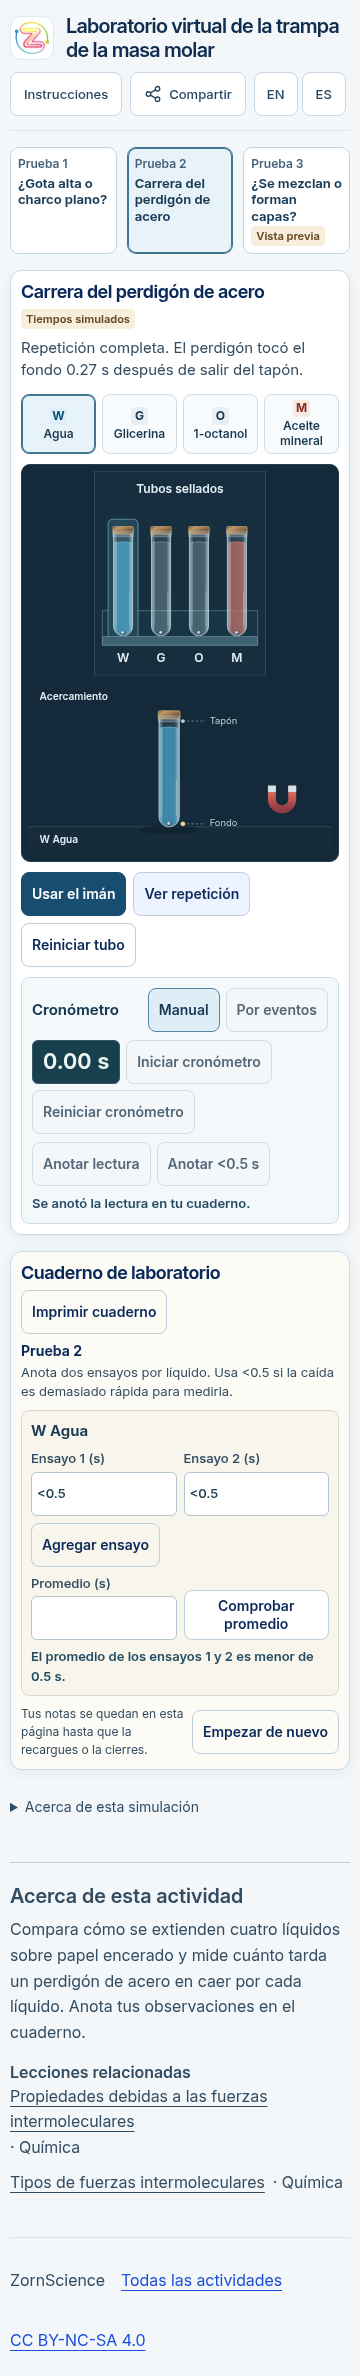 Laboratorio virtual de la trampa
de la masa molar
Instrucciones
Compartir
EN
ES
Prueba 1
¿Gota alta o
charco plano?
Prueba 2
Carrera del
perdigón de
acero
Prueba 3
¿Se mezclan o
forman
capas?
Vista previa
Carrera del perdigón de acero
Tiempos simulados
Repetición completa. El perdigón tocó el
fondo 0.27 s después de salir del tapón.
W
Agua
G
Glicerina
O
1-octanol
M
Aceite
mineral
Tubos sellados
W G O M
Acercamiento
Tapón
Fondo
W Agua
Usar el imán
Ver repetición
Reiniciar tubo
Cronómetro
Manual
Por eventos
0.00 s
Iniciar cronómetro
Reiniciar cronómetro
Anotar lectura
Anotar <0.5 s
Se anotó la lectura en tu cuaderno.
Cuaderno de laboratorio
Imprimir cuaderno
Prueba 2
Anota dos ensayos por líquido. Usa <0.5 si la caída
es demasiado rápida para medirla.
W Agua
Ensayo 1 (s)
Ensayo 2 (s)
<0.5
<0.5
Agregar ensayo
Promedio (s)
Comprobar
promedio
El promedio de los ensayos 1 y 2 es menor de
0.5 s.
Tus notas se quedan en esta
página hasta que la
recargues o la cierres.
Empezar de nuevo
Acerca de esta simulación
Acerca de esta actividad
Compara cómo se extienden cuatro líquidos
sobre papel encerado y mide cuánto tarda
un perdigón de acero en caer por cada
líquido. Anota tus observaciones en el
cuaderno.
Lecciones relacionadas
Propiedades debidas a las fuerzas
intermoleculares
· Química
Tipos de fuerzas intermoleculares · Química
ZornScience Todas las actividades
CC BY-NC-SA 4.0